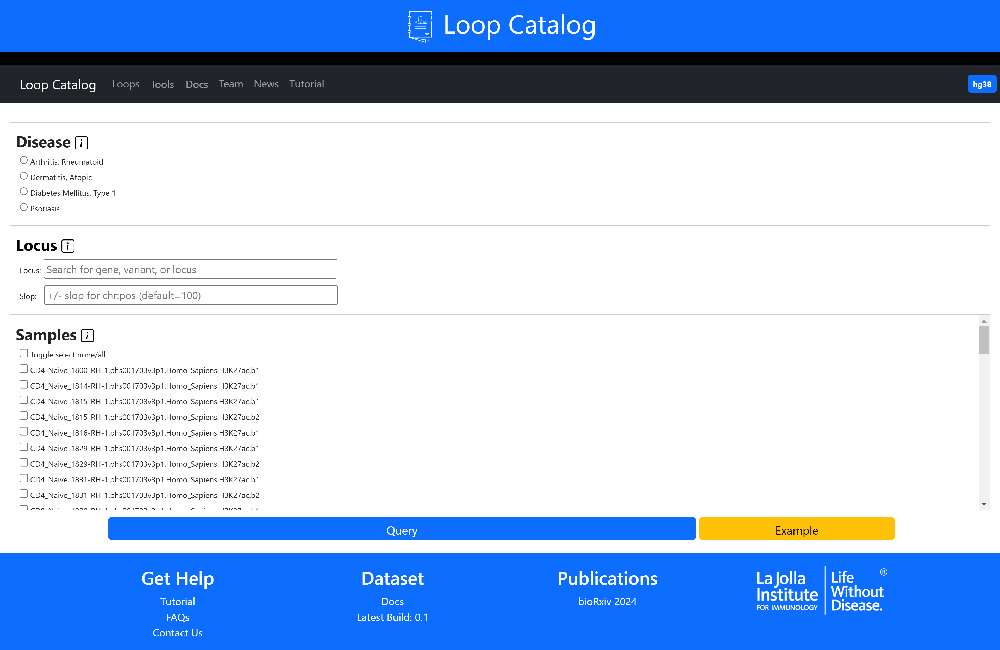 Loop Catalog
Loop Catalog Loops Tools Docs Team News Tutorial hg38
Disease i
Arthritis, Rheumatoid
Dermatitis, Atopic
Diabetes Mellitus, Type 1
Psoriasis
Locus i
Locus: Search for gene, variant, or locus
Slop: +/- slop for chr:pos (default=100)
Samples i
Toggle select none/all
CD4_Naive_1800-RH-1.phs001703v3p1.Homo_Sapiens.H3K27ac.b1
CD4_Naive_1814-RH-1.phs001703v3p1.Homo_Sapiens.H3K27ac.b1
CD4_Naive_1815-RH-1.phs001703v3p1.Homo_Sapiens.H3K27ac.b1
CD4_Naive_1815-RH-1.phs001703v3p1.Homo_Sapiens.H3K27ac.b2
CD4_Naive_1816-RH-1.phs001703v3p1.Homo_Sapiens.H3K27ac.b1
CD4_Naive_1829-RH-1.phs001703v3p1.Homo_Sapiens.H3K27ac.b1
CD4_Naive_1829-RH-1.phs001703v3p1.Homo_Sapiens.H3K27ac.b2
CD4_Naive_1831-RH-1.phs001703v3p1.Homo_Sapiens.H3K27ac.b1
CD4_Naive_1831-RH-1.phs001703v3p1.Homo_Sapiens.H3K27ac.b2
Query Example
Get Help
Tutorial
FAQs
Contact Us
Dataset
Docs
Latest Build: 0.1
Publications
bioRxiv 2024
La Jolla
Institute
FOR IMMUNOLOGY
Life
Without
Disease.
®